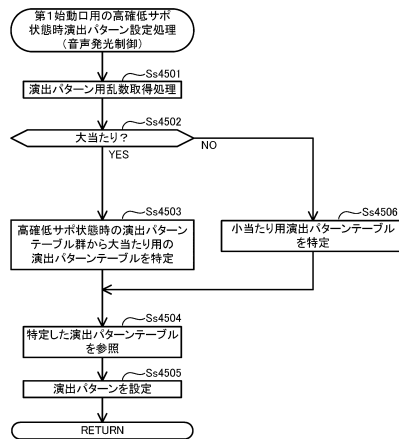 第1始動口用の高確低サポ
状態時演出パターン設定処理
(音声発光制御)
Ss4501
演出パターン用乱数取得処理
Ss4502
大当たり？
NO
YES
Ss4503
高確低サポ状態時の演出パターン
テーブル群から大当たり用の
演出パターンテーブルを特定
Ss4506
小当たり用演出パターンテーブル
を特定
Ss4504
特定した演出パターンテーブル
を参照
Ss4505
演出パターンを設定
RETURN